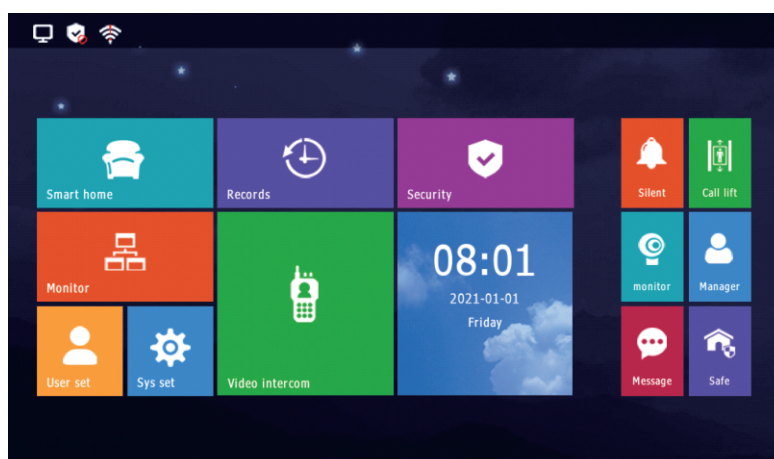 Smart home
Records
Security
Silent
Call lift
Monitor
Video intercom
08:01
2021-01-01
Friday
monitor
Manager
User set
Sys set
Message
Safe